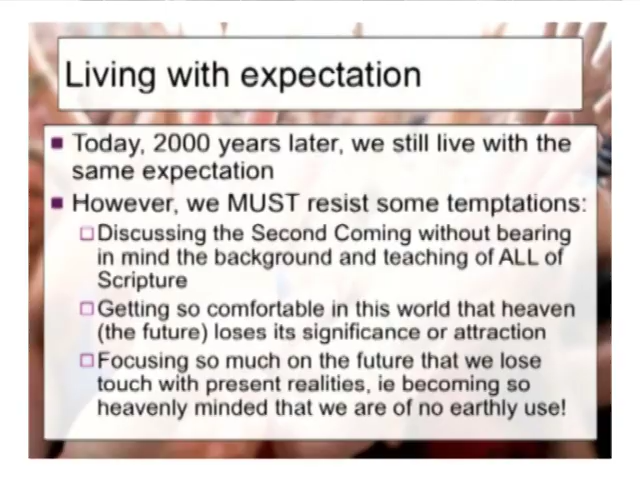 Living with expectation
Today, 2000 years later, we still live with the
same expectation
However, we MUST resist some temptations:
Discussing the Second Coming without bearing
in mind the background and teaching of ALL of
Scripture
Getting so comfortable in this world that heaven
(the future) loses its significance or attraction
Focusing so much on the future that we lose
touch with present realities, ie becoming so
heavenly minded that we are of no earthly use!